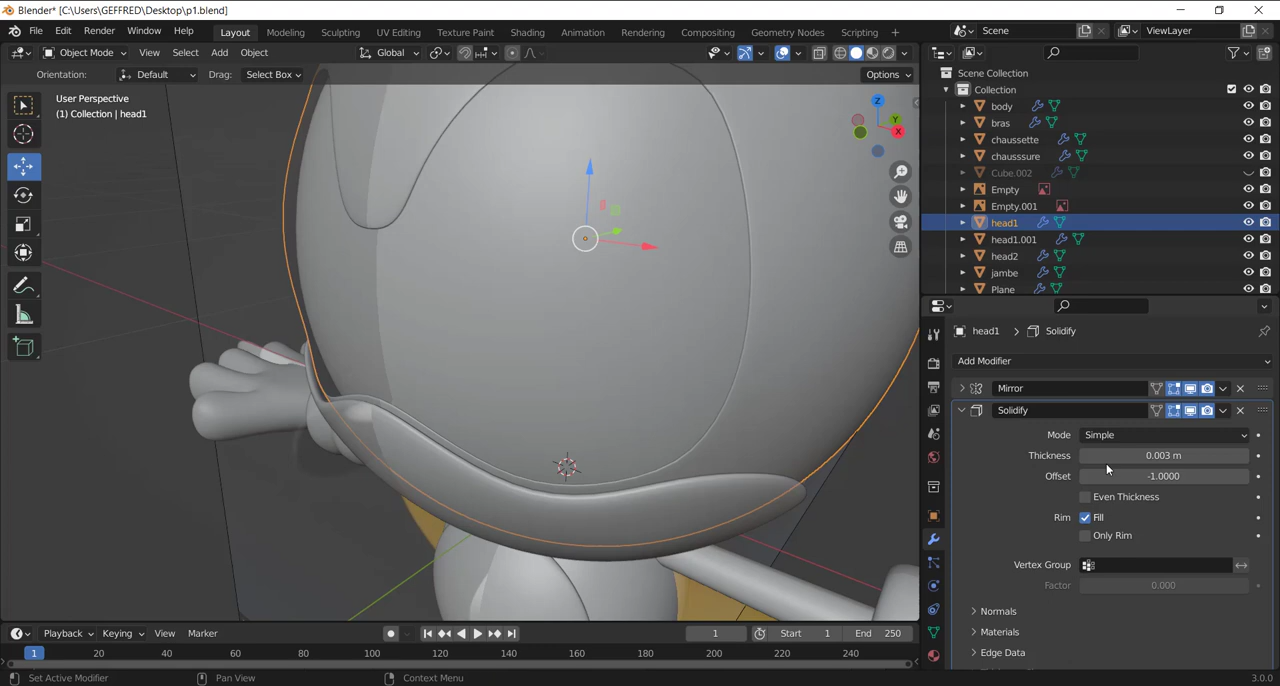 Blender* [C:\Users\GEFFRED\Desktop\p1.blend]
File Edit Render Window Help Layout Modeling Sculpting UV Editing Texture Paint Shading Animation Rendering Compositing Geometry Nodes Scripting + Scene ViewLayer
Object Mode View Select Add Object Global
Orientation: Default Drag: Select Box Options
User Perspective
(1) Collection | head1
Z
Y
X
Scene Collection
Collection
body
bras
chaussette
chausssure
Cube.002
Empty
Empty.001
head1
head1.001
head2
jambe
Plane
head1 > Solidify
Add Modifier
Mirror
Solidify
Mode Simple
Thickness 0.003 m
Offset -1.0000
Even Thickness
Rim Fill
Only Rim
Vertex Group
Factor 0.000
Normals
Materials
Edge Data
Playback Keying View Marker 1 Start 1 End 250
1 20 40 60 80 100 120 140 160 180 200 220 240
Set Active Modifier Pan View Context Menu 3.0.0